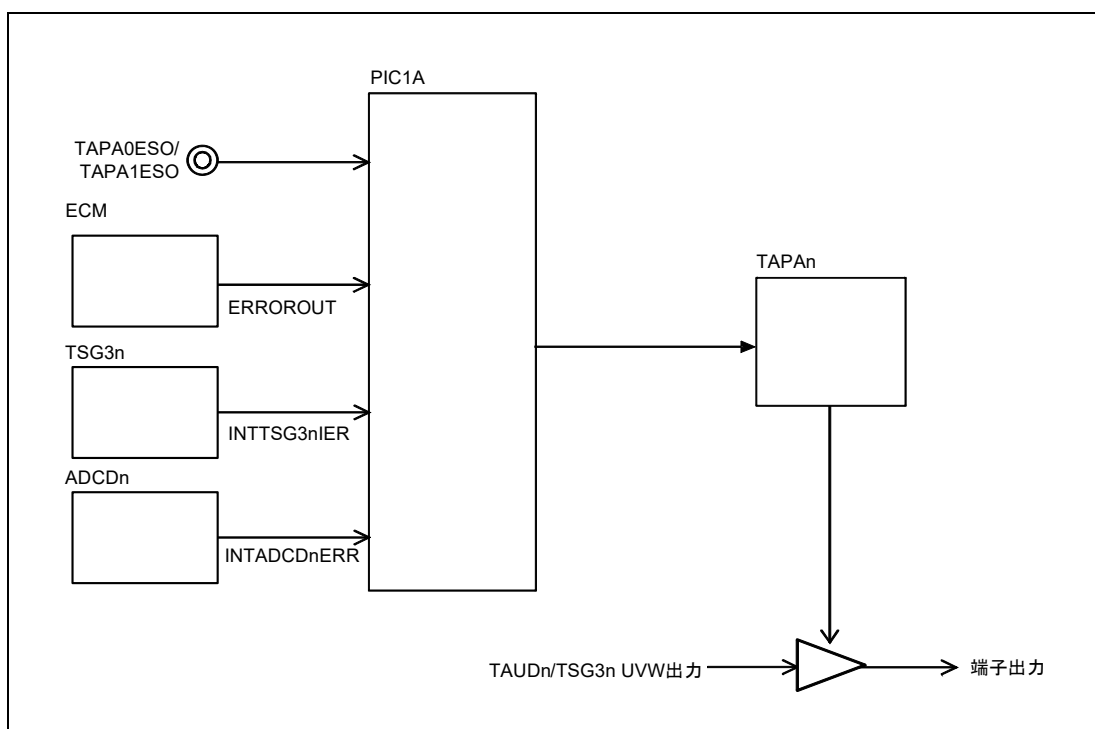 PIC1A
TAPA0ESO/
TAPA1ESO
ECM
ERROROUT
TSG3n
INTTSG3nIER
ADCDn
INTADCDnERR
TAPAn
TAUDn/TSG3n UVW出力
端子出力